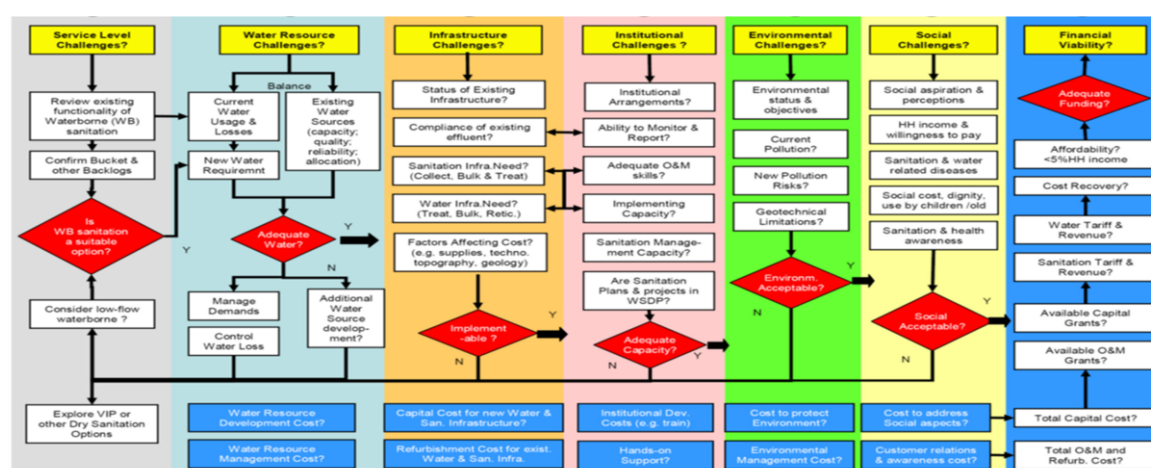 Service Level
Challenges?
Review existing
functionality of
Waterborne (WB)
sanitation
Confirm Bucket &
other Backlogs
Is
WB sanitation
a suitable
option?
Y
Consider low-flow
waterborne ?
Explore VIP or
other Dry Sanitation
Options
Water Resource
Challenges?
Balance
Current
Water
Usage &
Losses
Existing
Water
Sources
(capacity;
quality;
reliability;
allocation)
New Water
Requiremnt
Adequate
Water?
Y
N
Manage
Demands
Control
Water Loss
Additional
Water
Source
develop-
ment?
Water Resource
Development Cost?
Water Resource
Management Cost?
Infrastructure
Challenges?
Status of Existing
Infrastructure?
Compliance of existing
effluent?
Sanitation Infra.Need?
(Collect, Bulk & Treat)
Water Infra.Need?
(Treat, Bulk, Retic.)
Factors Affecting Cost?
(e.g. supplies, techno.
topography, geology)
Implement
-able ?
Y
N
Capital Cost for new Water &
San. Infrastructure?
Refurbishment Cost for exist.
Water & San. Infra.
Institutional
Challenges ?
Institutional
Arrangements?
Ability to Monitor &
Report?
Adequate O&M
skills?
Implementing
Capacity?
Sanitation Manage-
ment Capacity?
Are Sanitation
Plans & projects in
WSDP?
Adequate
Capacity?
Y
N
Institutional Dev.
Costs (e.g. train)
Hands-on
Support?
Environmental
Challenges?
Environmental
status &
objectives
Current
Pollution?
New Pollution
Risks?
Geotechnical
Limitations?
Environm.
Acceptable?
Y
N
Cost to protect
Environment?
Environmental
Management Cost?
Social
Challenges?
Social aspiration &
perceptions
HH income &
willingness to pay
Sanitation & water
related diseases
Social cost, dignity,
use by children /old
Sanitation & health
awareness
Social
Acceptable?
Y
N
Cost to address
Social aspects?
Customer relations
& awareness cost?
Financial
Viability?
Adequate
Funding?
Affordability?
<5%HH income
Cost Recovery?
Water Tariff &
Revenue?
Sanitation Tariff &
Revenue?
Available Capital
Grants?
Available O&M
Grants?
Total Capital Cost?
Total O&M and
Refurb. Cost?